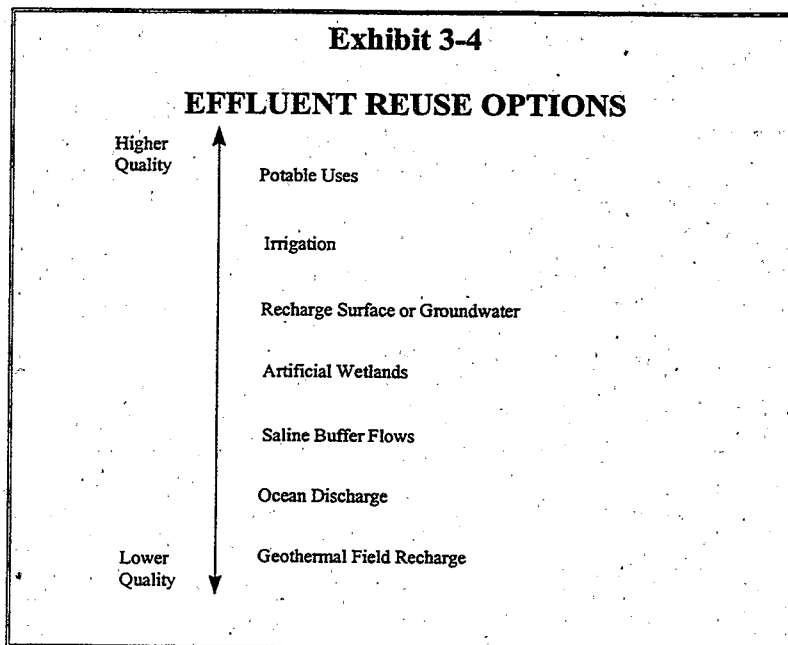 Exhibit 3-4
EFFLUENT REUSE OPTIONS
Higher
Quality
Potable Uses
Irrigation
Recharge Surface or Groundwater
Artificial Wetlands
Saline Buffer Flows
Ocean Discharge
Geothermal Field Recharge
Lower
Quality